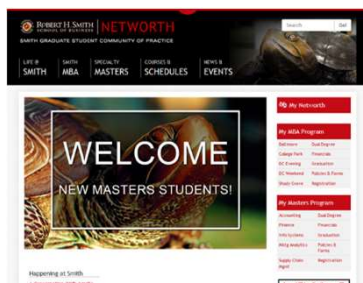 ROBERT H. SMITH
SCHOOL OF BUSINESS
NETWORTH
Search
Go!
SMITH GRADUATE STUDENT COMMUNITY OF PRACTICE
LIFE @
SMITH
SMITH
MBA
SPECIALTY
MASTERS
COURSES &
SCHEDULES
NEWS &
EVENTS
WELCOME
NEW MASTERS STUDENTS!
My Networth
My MBA Program
Baltimore Dual Degree
College Park Financials
DC Evening Graduation
DC Weekend Policies & Forms
Shady Grove Registration
My Masters Program
Accounting Dual Degree
Finance Financials
Info Systems Graduation
Mktg Analytics Policies &
Forms
Supply Chain Registration
Mgmt
Happening at Smith